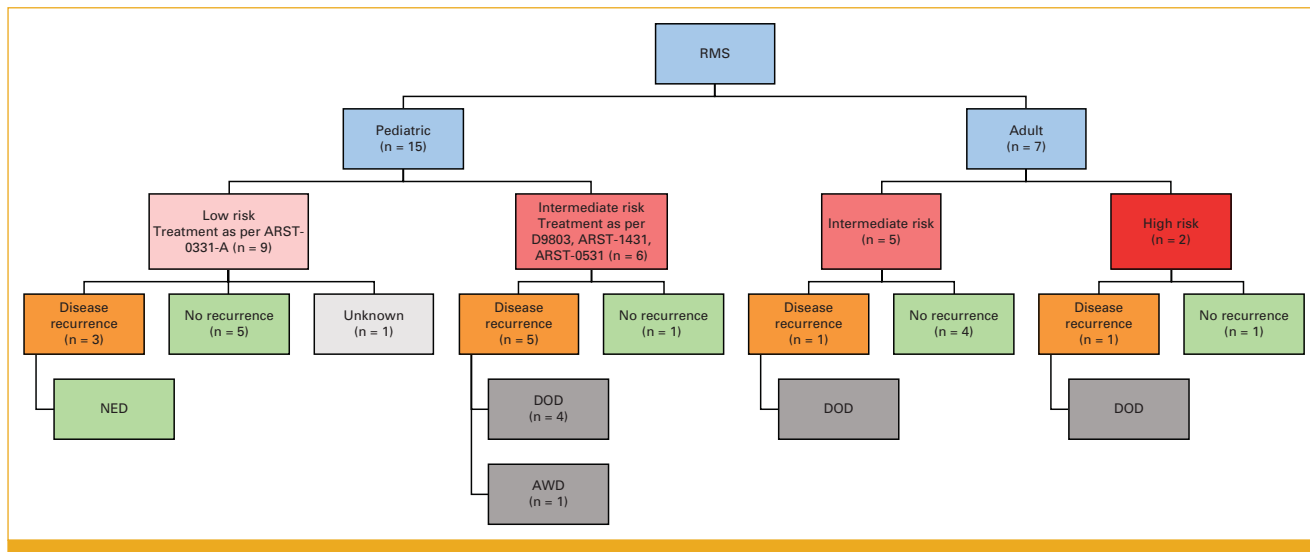 RMS
Pediatric
(n = 15)
Adult
(n = 7)
Low risk
Treatment as per ARST-
0331-A (n = 9)
Intermediate risk
Treatment as per
D9803, ARST-1431,
ARST-0531 (n = 6)
Intermediate risk
(n = 5)
High risk
(n = 2)
Disease
recurrence
(n = 3)
No recurrence
(n = 5)
Unknown
(n = 1)
Disease
recurrence
(n = 5)
No recurrence
(n = 1)
Disease
recurrence
(n = 1)
No recurrence
(n = 4)
Disease
recurrence
(n = 1)
No recurrence
(n = 1)
NED
DOD
(n = 4)
DOD
DOD
AWD
(n = 1)